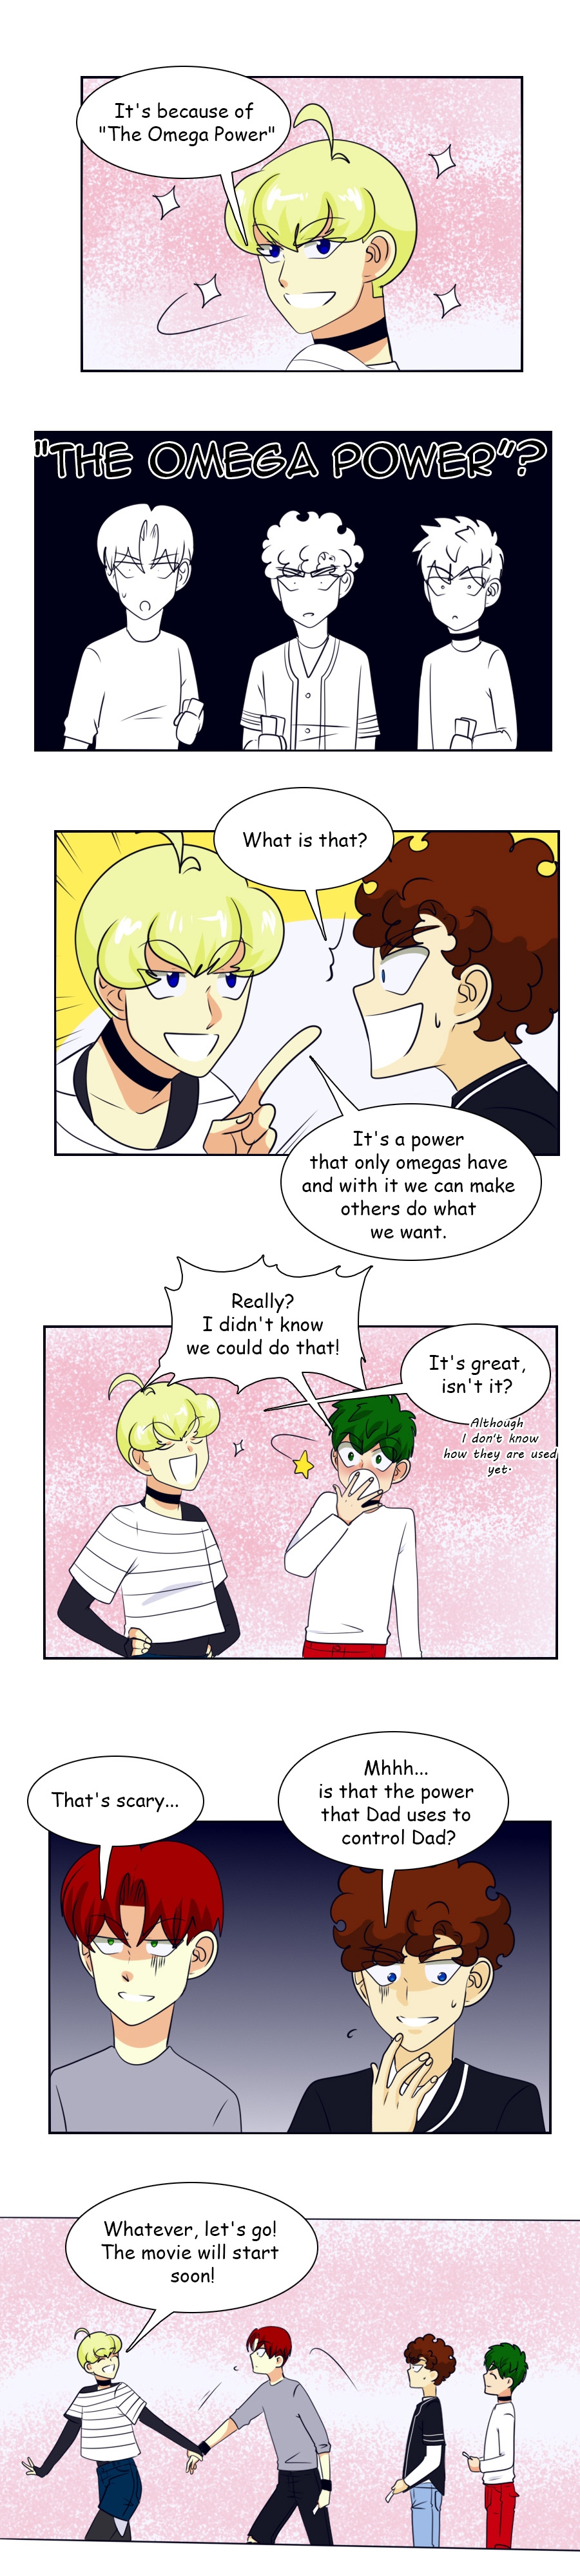 It's because of
"The Omega Power"
"THE OMEGA POWER"?
What is that?
It's a power
that only omegas have
and with it we can make
others do what
we want.
Really?
I didn't know
we could do that!
It's great,
isn't it?
Although
I don't know
how they are used
yet.
That's scary...
Mhhh...
is that the power
that Dad uses to
control Dad?
Whatever, let's go!
The movie will start
soon!